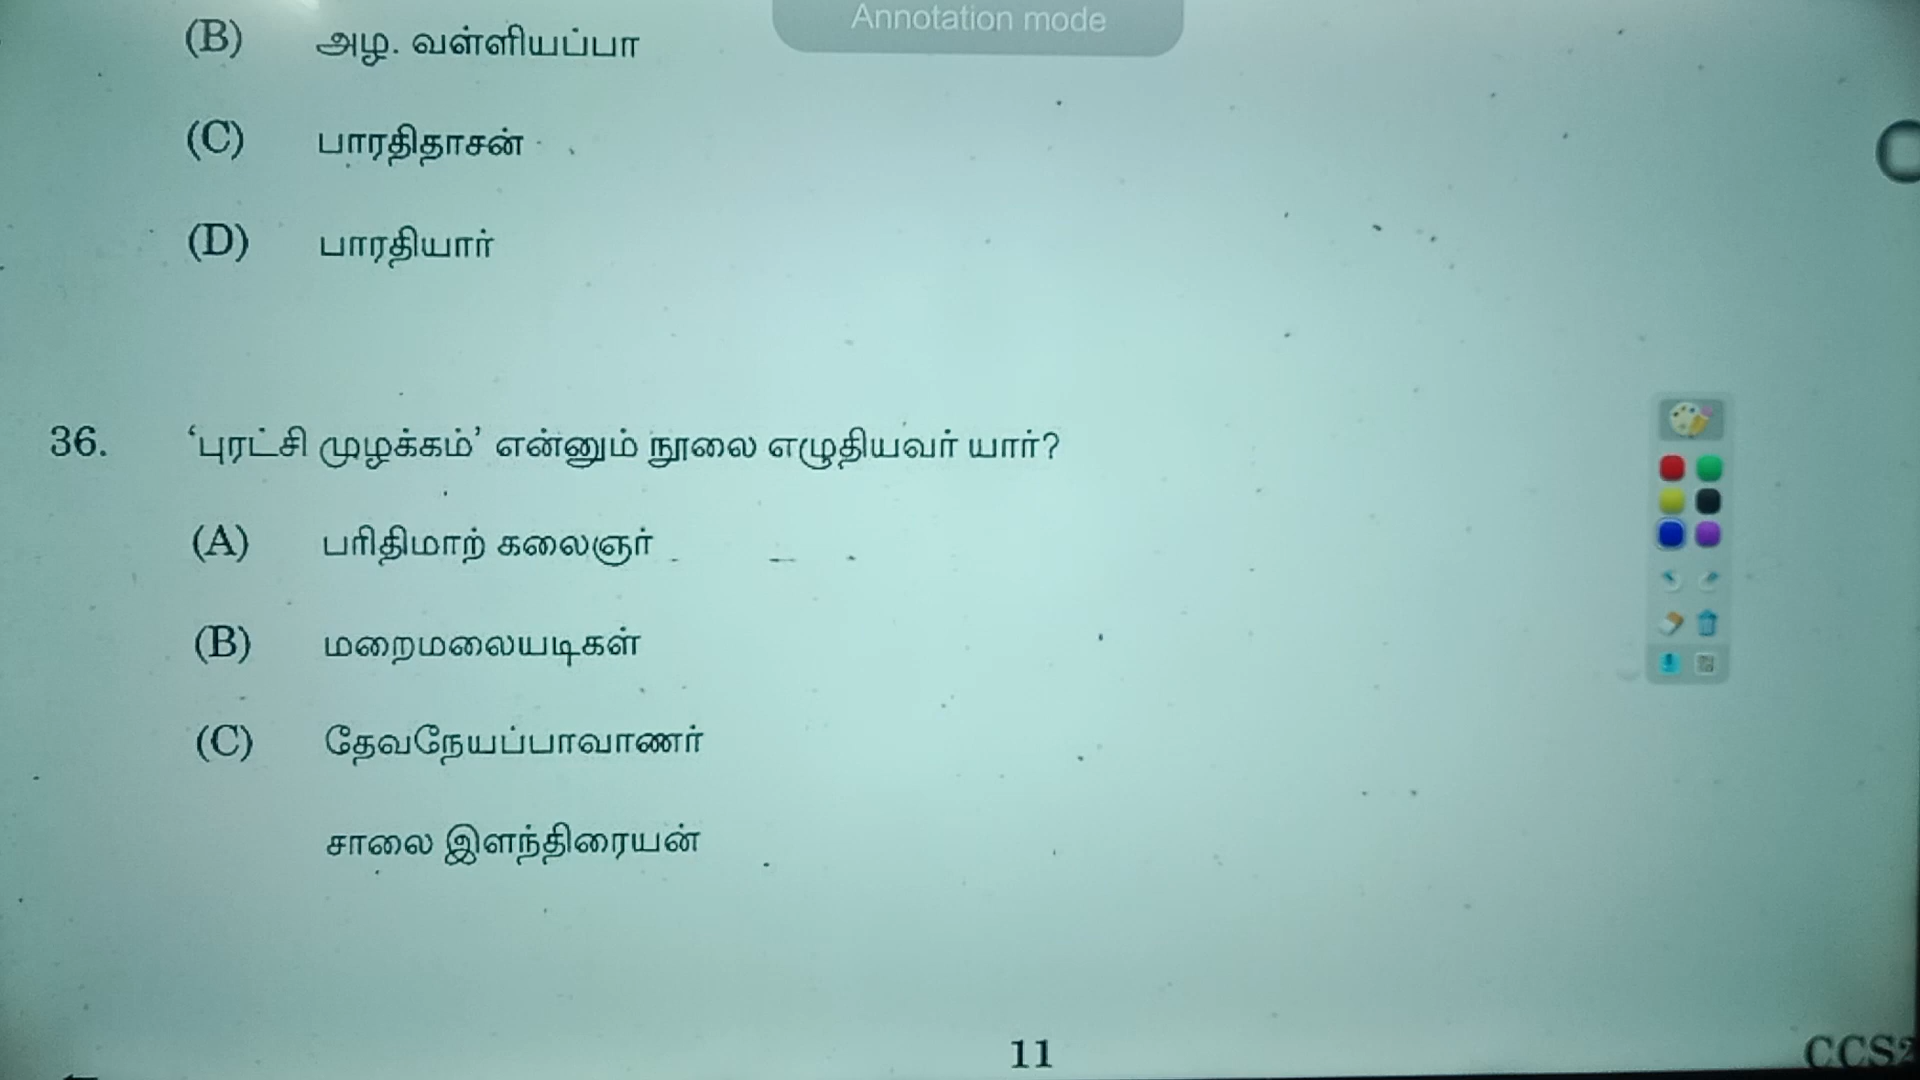 Annotation mode
(B) அழ. வள்ளியப்பா
(C) பாரதிதாசன்
(D) பாரதியார்
36. ‘புரட்சி முழக்கம்’ என்னும் நூலை எழுதியவர் யார்?
(A) பரிதிமாற் கலைஞர்
(B) மறைமலையடிகள்
(C) தேவநேயப்பாவாணர்
சாலை இளந்திரையன்
11
CCS2